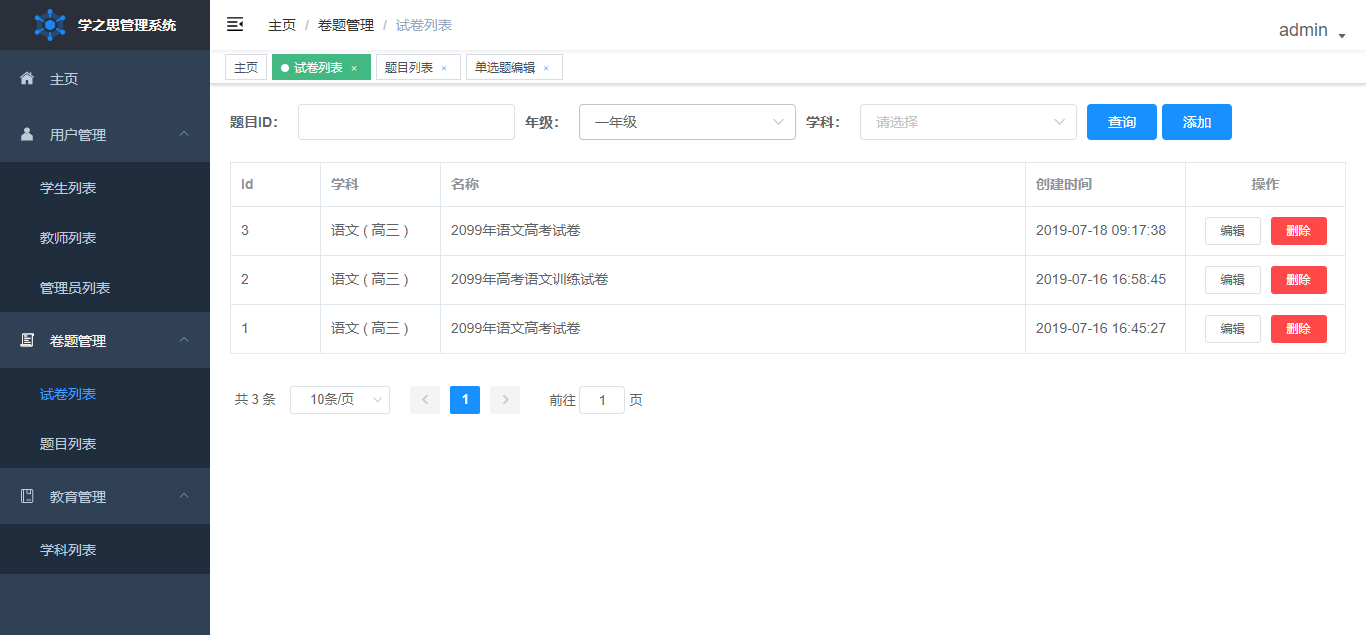 学之思管理系统
主页 / 卷题管理 / 试卷列表
admin
主页
用户管理
学生列表
教师列表
管理员列表
卷题管理
试卷列表
题目列表
教育管理
学科列表
主页 试卷列表 × 题目列表 × 单选题编辑 ×
题目ID： 年级： 一年级 学科： 请选择 查询 添加
Id 学科 名称 创建时间 操作
3 语文 ( 高三 ) 2099年语文高考试卷 2019-07-18 09:17:38 编辑 删除
2 语文 ( 高三 ) 2099年高考语文训练试卷 2019-07-16 16:58:45 编辑 删除
1 语文 ( 高三 ) 2099年语文高考试卷 2019-07-16 16:45:27 编辑 删除
共 3 条 10条/页 1 前往 1 页